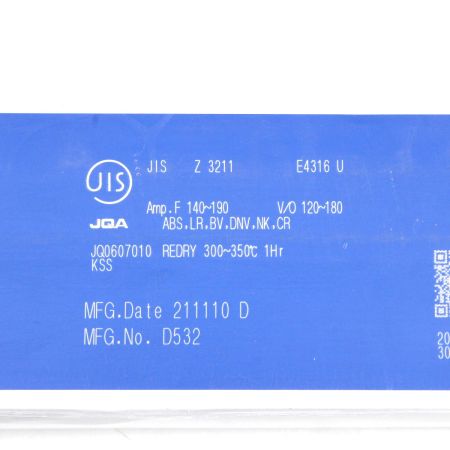 JIS Z 3211 E4316 U
JIS
Amp.F 140~190 V/O 120~180
JQA ABS,LR,BV,DNV,NK,CR
JQ0607010 REDRY 300~350℃ 1Hr
KSS
MFG.Date 211110 D
MFG.No. D532
20
30